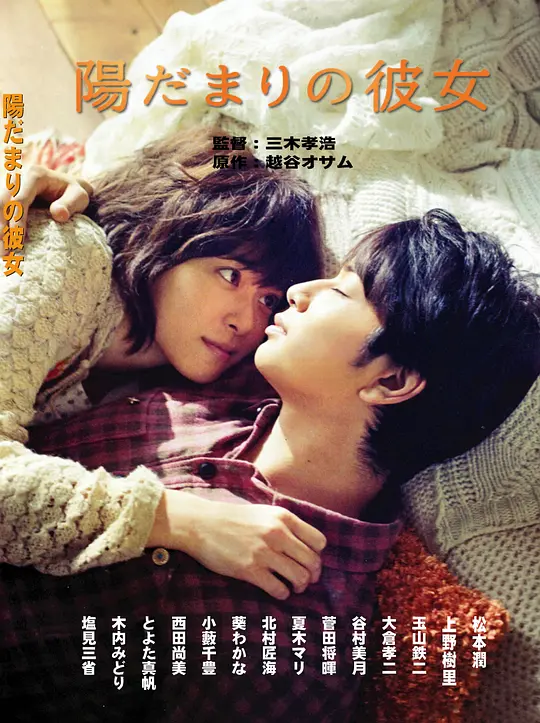 陽だまりの彼女
監督：三木孝浩
原作：越谷オサム
陽だまりの彼女
松本潤
上野樹里
玉山鉄二
大倉孝二
谷村美月
菅田将暉
夏木マリ
北村匠海
葵わかな
小藪千豊
西田尚美
とよた真帆
木内みどり
塩見三省